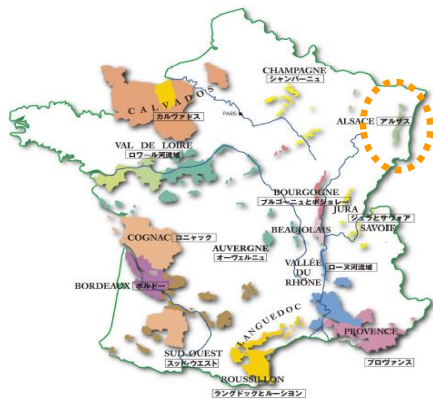 CHAMPAGNE
シャンパーニュ
CALVADOS
カルヴァドス
PARIS
ALSACE アルザス
VAL DE LOIRE
ロワール河流域
BOURGOGNE
ブルゴーニュとボジョレー
BEAUJOLAIS
JURA
ジュラとサヴォア
SAVOIE
COGNAC コニャック
AUVERGNE
オーヴェルニュ
VALLÉE
DU
RHÔNE
ローヌ河流域
BORDEAUX ボルドー
LANGUEDOC
PROVENCE
プロヴァンス
SUD-OUEST
スッド・ウエスト
ROUSSILLON
ラングドックとルーション